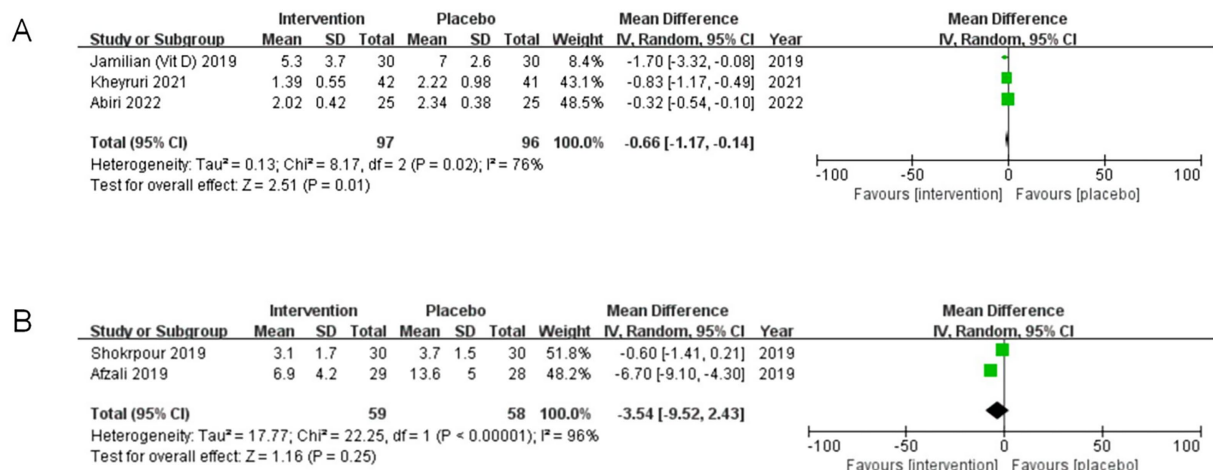 A
Intervention Placebo Mean Difference Mean Difference
Study or Subgroup Mean SD Total Mean SD Total Weight IV, Random, 95% CI Year IV, Random, 95% CI
Jamilian (Vit D) 2019 5.3 3.7 30 7 2.6 30 8.4% -1.70 [-3.32, -0.08] 2019
Kheyruri 2021 1.39 0.55 42 2.22 0.98 41 43.1% -0.83 [-1.17, -0.49] 2021
Abiri 2022 2.02 0.42 25 2.34 0.38 25 48.5% -0.32 [-0.54, -0.10] 2022
Total (95% CI) 97 96 100.0% -0.66 [-1.17, -0.14]
Heterogeneity: Tau² = 0.13; Chi² = 8.17, df = 2 (P = 0.02); I² = 76%
Test for overall effect: Z = 2.51 (P = 0.01)
-100 -50 0 50 100
Favours [intervention] Favours [placebo]
B
Intervention Placebo Mean Difference Mean Difference
Study or Subgroup Mean SD Total Mean SD Total Weight IV, Random, 95% CI Year IV, Random, 95% CI
Shokrpour 2019 3.1 1.7 30 3.7 1.5 30 51.8% -0.60 [-1.41, 0.21] 2019
Afzali 2019 6.9 4.2 29 13.6 5 28 48.2% -6.70 [-9.10, -4.30] 2019
Total (95% CI) 59 58 100.0% -3.54 [-9.52, 2.43]
Heterogeneity: Tau² = 17.77; Chi² = 22.25, df = 1 (P < 0.00001); I² = 96%
Test for overall effect: Z = 1.16 (P = 0.25)
-100 -50 0 50 100
Favours [intervention] Favours [placebo]